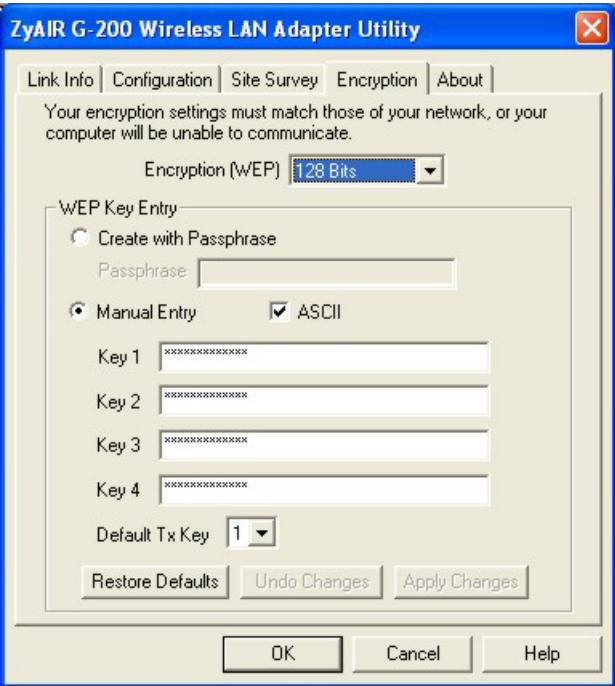 ZyAIR G-200 Wireless LAN Adapter Utility
Link Info Configuration Site Survey Encryption About
Your encryption settings must match those of your network, or your
computer will be unable to communicate.
Encryption (WEP) 128 Bits
WEP Key Entry
Create with Passphrase
Passphrase
Manual Entry ASCII
Key 1 *************
Key 2 *************
Key 3 *************
Key 4 *************
Default Tx Key 1
Restore Defaults Undo Changes Apply Changes
OK Cancel Help